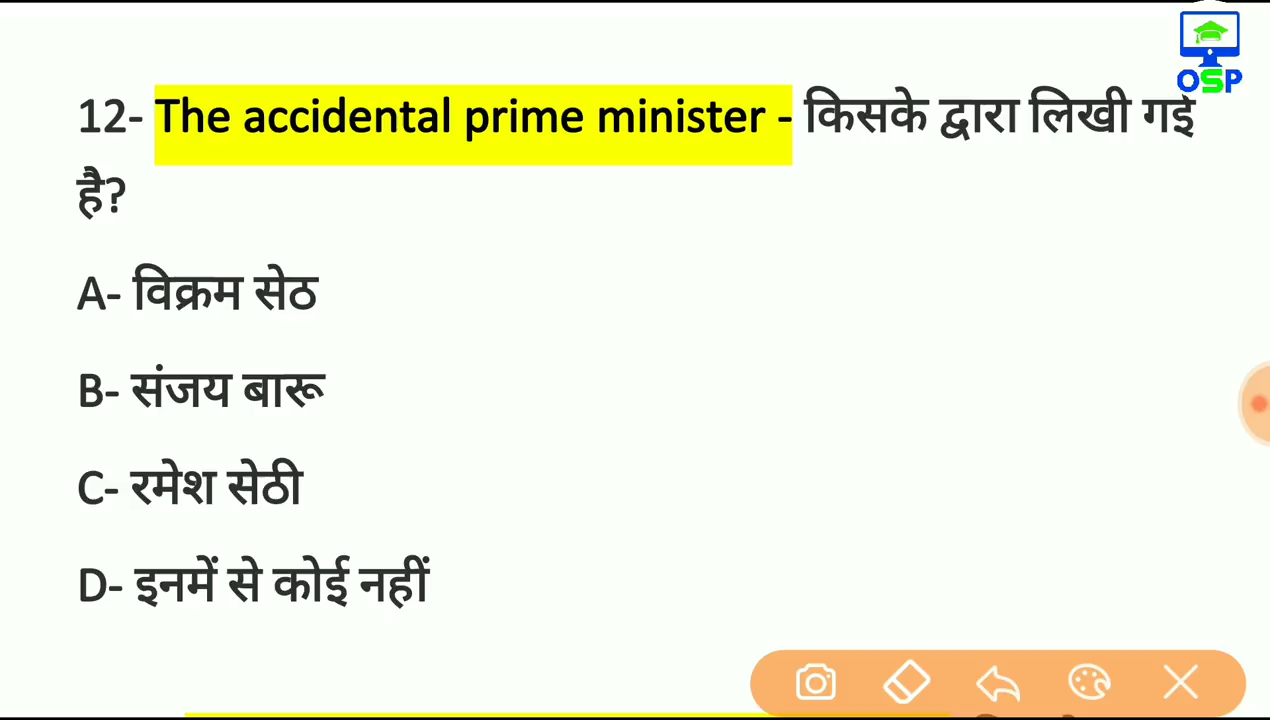 OSP
12- The accidental prime minister - किसके द्वारा लिखी गई
है?
A- विक्रम सेठ
B- संजय बारू
C- रमेश सेठी
D- इनमें से कोई नहीं